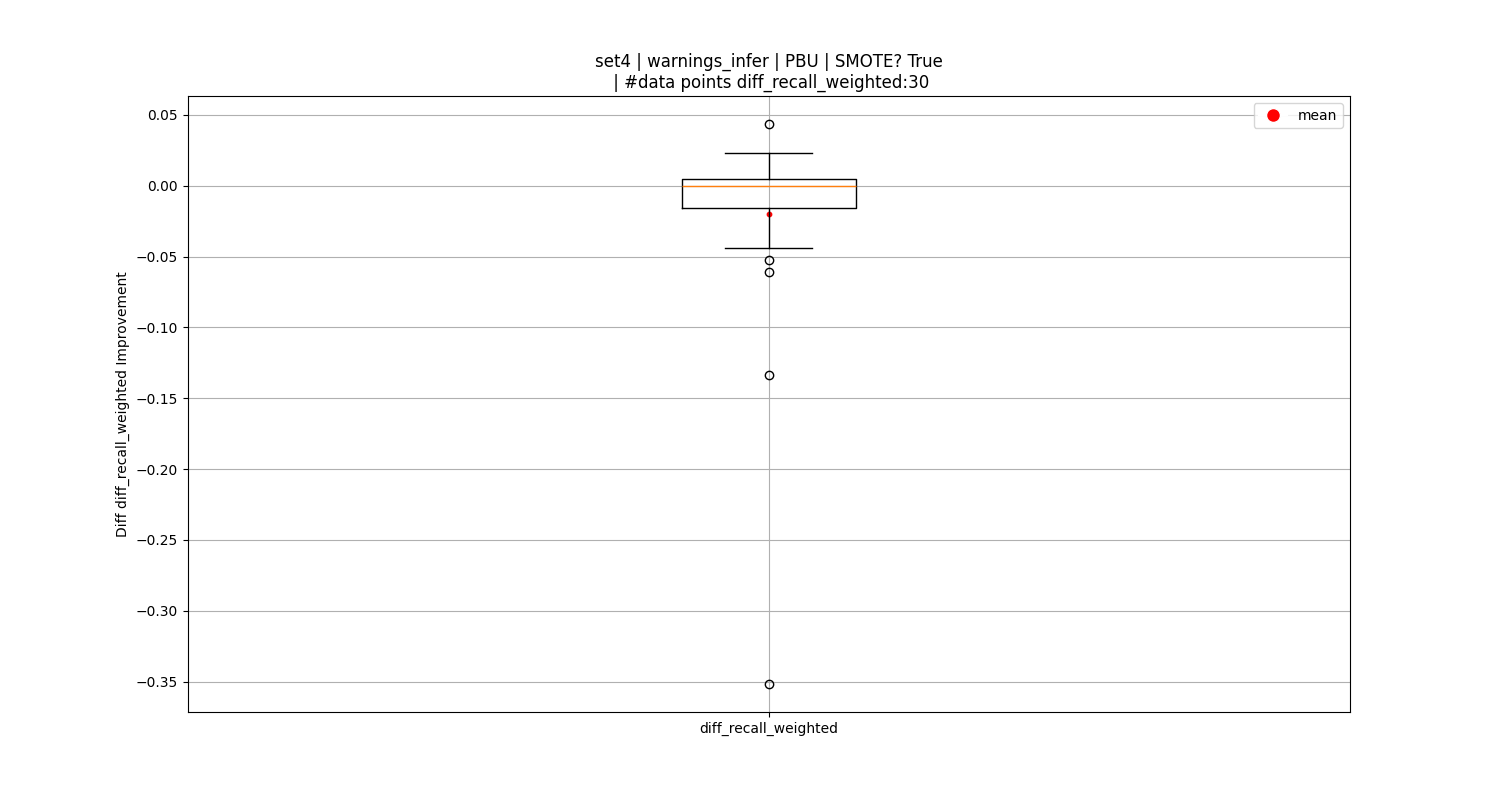 set4 | warnings_infer | PBU | SMOTE? True
| #data points diff_recall_weighted:30
mean
0.05
0.00
−0.05
−0.10
−0.15
−0.20
−0.25
−0.30
−0.35
Diff diff_recall_weighted Improvement
diff_recall_weighted